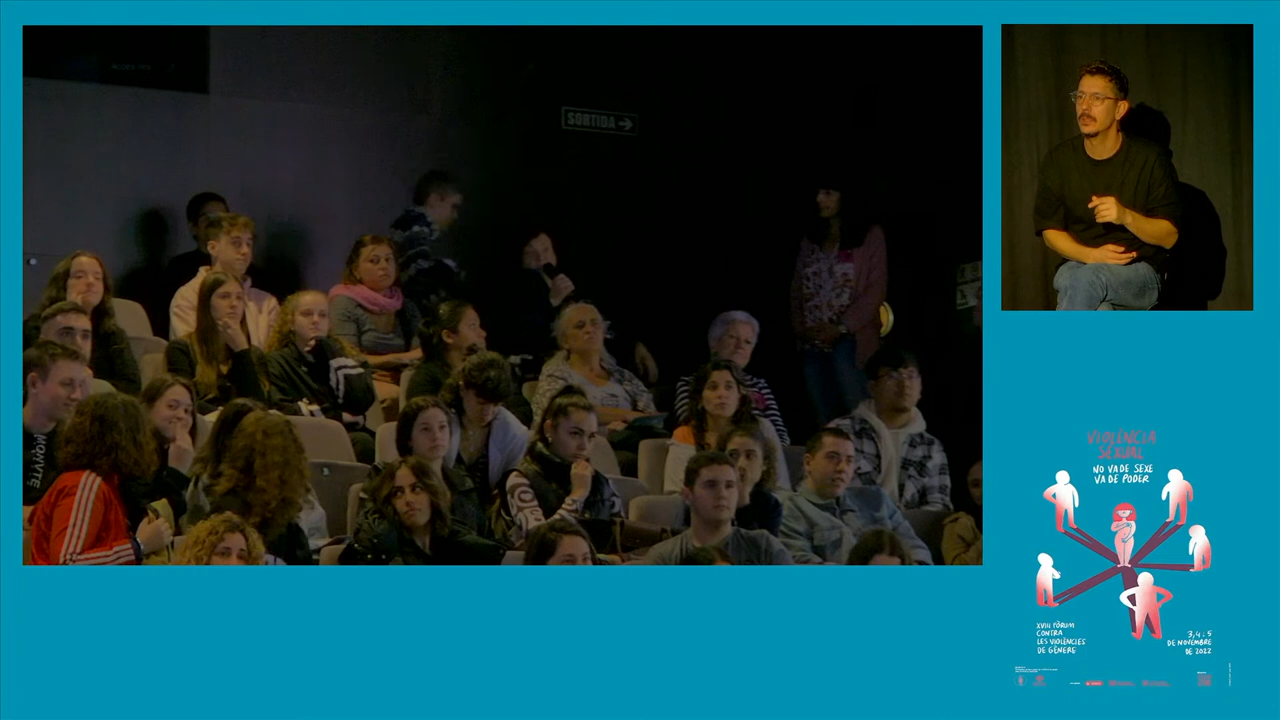 SORTIDA →
MONVTE
VIOLÈNCIA
SEXUAL
NO VA DE SEXE
VA DE PODER
XVIII FÒRUM
CONTRA
LES VIOLÈNCIES
DE GÈNERE
3, 4 i 5
DE NOVEMBRE
DE 2022